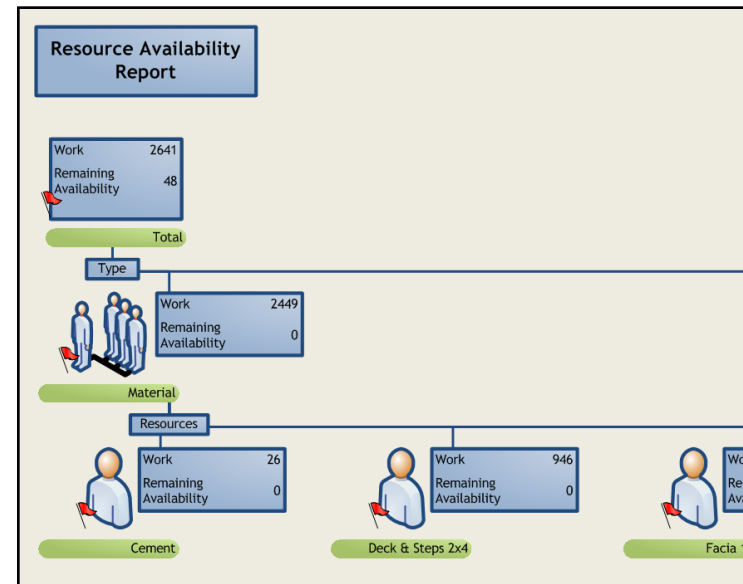 Resource Availability
Report
Work 2641
Remaining
Availability 48
Total
Type
Work 2449
Remaining
Availability 0
Material
Resources
Work 26
Remaining
Availability 0
Cement
Work 946
Remaining
Availability 0
Deck & Steps 2x4
Facia